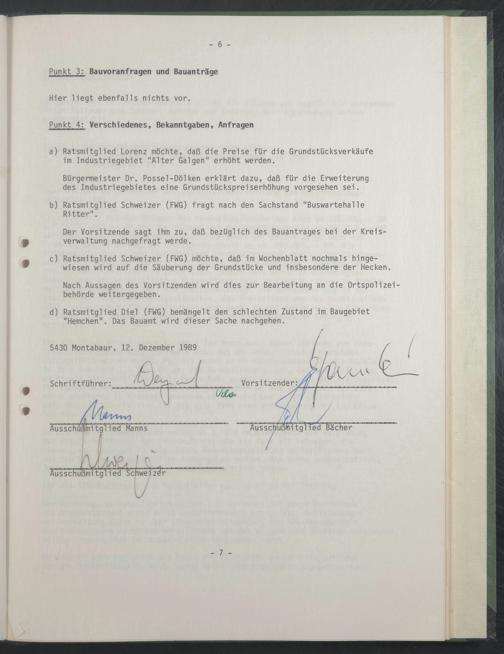 - 6 -
Punkt 3: Bauvoranfragen und Bauanträge
Hier liegt ebenfalls nichts vor.
Punkt 4: Verschiedenes, Bekanntgaben, Anfragen
a) Ratsmitglied Lorenz möchte, daß die Preise für die Grundstücksverkäufe
im Industriegebiet "Alter Galgen" erhöht werden.
Bürgermeister Dr. Possel-Dölken erklärt dazu, daß für die Erweiterung
des Industriegebietes eine Grundstückspreiserhöhung vorgesehen sei.
b) Ratsmitglied Schweizer (FWG) fragt nach den Sachstand "Buswartehalle
Ritter".
Der Vorsitzende sagt ihm zu, daß bezüglich des Bauantrages bei der Kreis-
verwaltung nachgefragt werde.
c) Ratsmitglied Schweizer (FWG) möchte, daß im Wochenblatt nochmals hinge-
wiesen wird auf die Säuberung der Grundstücke und insbesondere der Hecken.
Nach Aussagen des Vorsitzenden wird dies zur Bearbeitung an die Ortspolizei-
behörde weitergegeben.
d) Ratsmitglied Diel (FWG) bemängelt den schlechten Zustand im Baugebiet
"Hemchen". Das Bauamt wird dieser Sache nachgehen.
5430 Montabaur, 12. Dezember 1989
Schriftführer: Vorsitzender:
Manns
Ausschußmitglied Manns Ausschußmitglied Bächer
Schweizer
Ausschußmitglied Schweizer
- 7 -